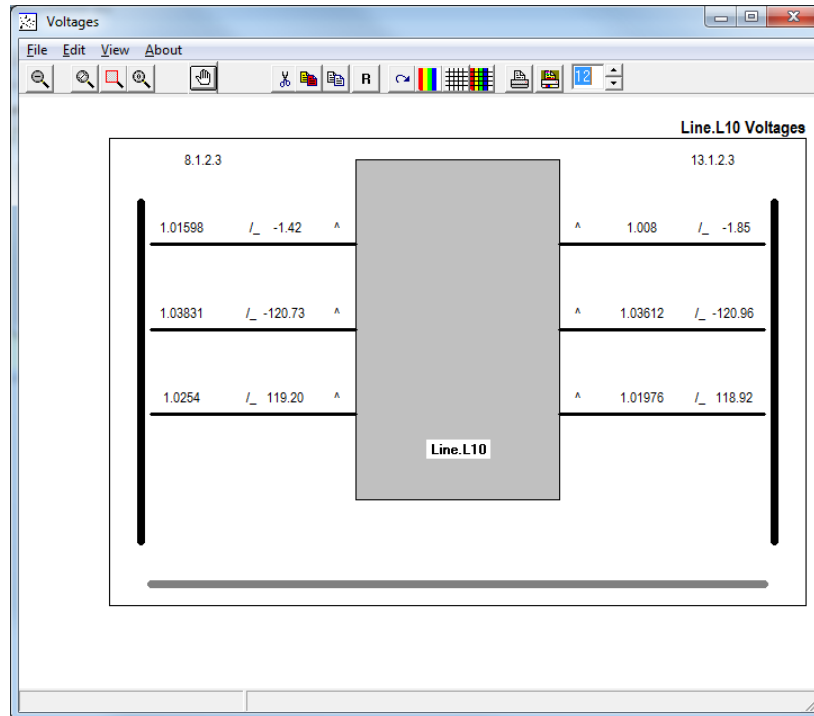 Voltages
File Edit View About
R 12
Line.L10 Voltages
8.1.2.3 13.1.2.3
1.01598 /_ -1.42 ^ ^ 1.008 /_ -1.85
1.03831 /_ -120.73 ^ ^ 1.03612 /_ -120.96
1.0254 /_ 119.20 ^ ^ 1.01976 /_ 118.92
Line.L10